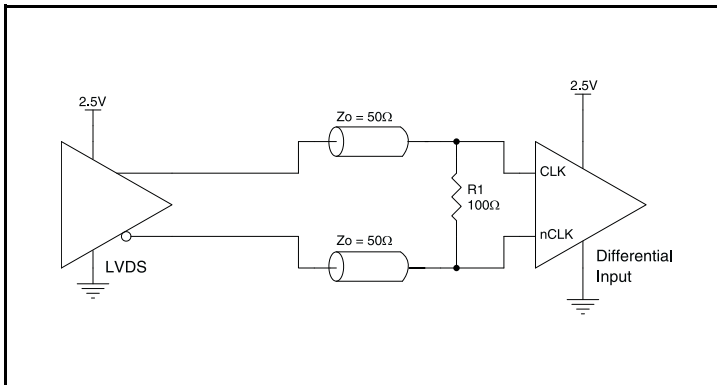 2.5V
2.5V
Zo = 50Ω
CLK
R1
100Ω
Zo = 50Ω
nCLK
LVDS
Differential
Input